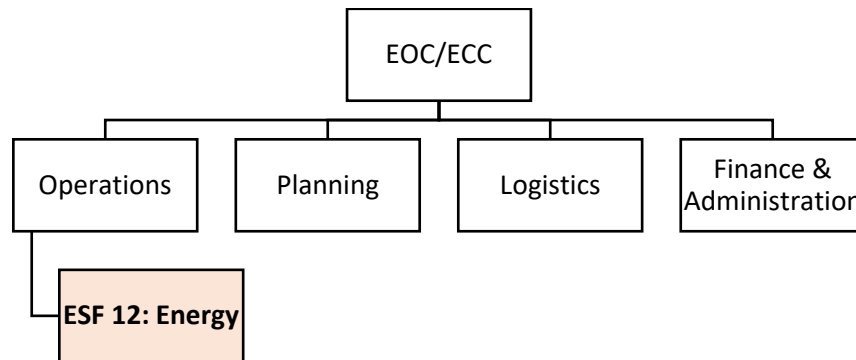 EOC/ECC
Operations
Planning
Logistics
Finance &
Administration
ESF 12: Energy